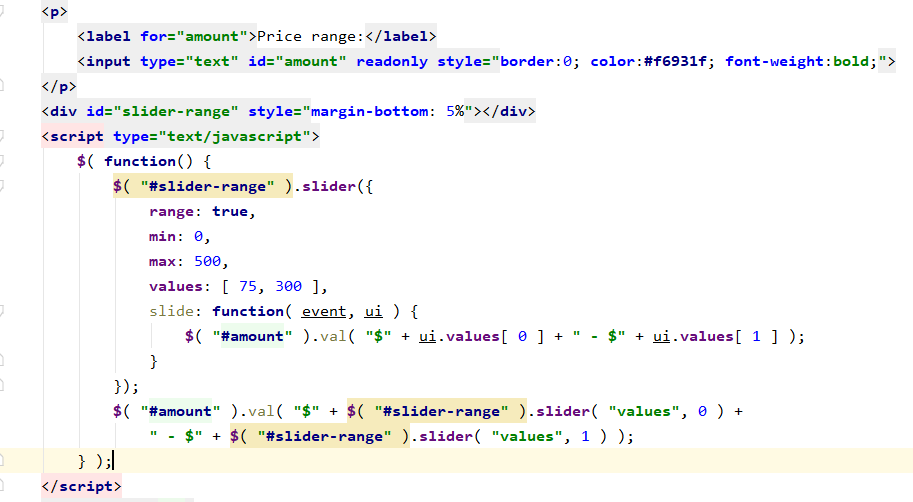 <p>
<label for="amount">Price range:</label>
<input type="text" id="amount" readonly style="border:0; color:#f6931f; font-weight:bold;">
</p>
<div id="slider-range" style="margin-bottom: 5%"></div>
<script type="text/javascript">
$( function() {
$( "#slider-range" ).slider({
range: true,
min: 0,
max: 500,
values: [ 75, 300 ],
slide: function( event, ui ) {
$( "#amount" ).val( "$" + ui.values[ 0 ] + " - $" + ui.values[ 1 ] );
}
});
$( "#amount" ).val( "$" + $( "#slider-range" ).slider( "values", 0 ) +
" - $" + $( "#slider-range" ).slider( "values", 1 ) );
} );
</script>